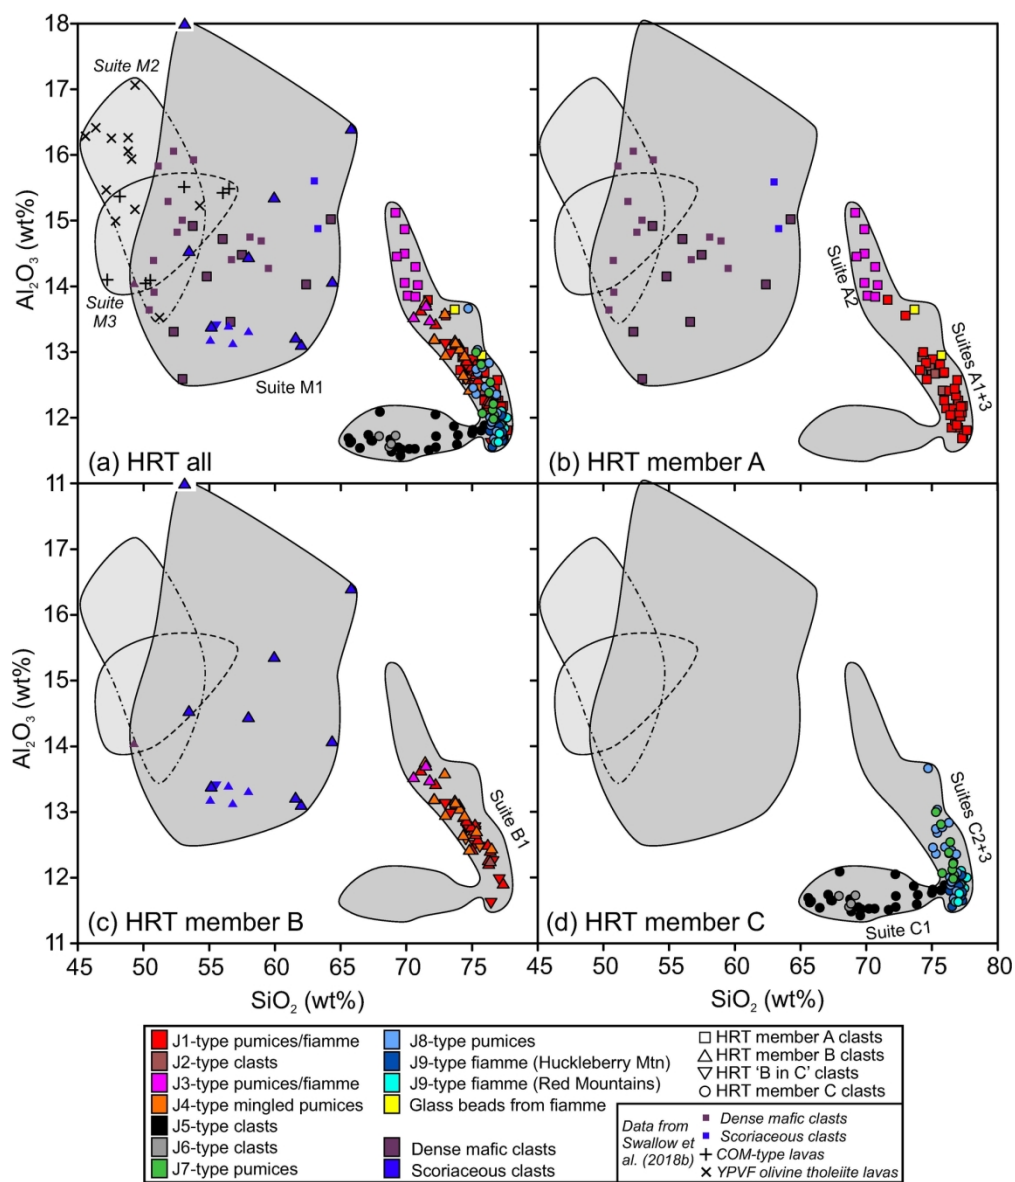 18
17
16
15
14
13
12
11
Al2O3 (wt%)
Suite M2
Suite M3
Suite M1
(a) HRT all
Suite A2
Suites A1+3
(b) HRT member A
17
16
15
14
13
12
11
Al2O3 (wt%)
Suite B1
(c) HRT member B
Suites C2+3
Suite C1
(d) HRT member C
45 50 55 60 65 70 75 45 50 55 60 65 70 75 80
SiO2 (wt%) SiO2 (wt%)
J1-type pumices/fiamme
J2-type clasts
J3-type pumices/fiamme
J4-type mingled pumices
J5-type clasts
J6-type clasts
J7-type pumices
J8-type pumices
J9-type fiamme (Huckleberry Mtn)
J9-type fiamme (Red Mountains)
Glass beads from fiamme
Dense mafic clasts
Scoriaceous clasts
HRT member A clasts
HRT member B clasts
HRT ‘B in C’ clasts
HRT member C clasts
Data from
Swallow et
al. (2018b)
Dense mafic clasts
Scoriaceous clasts
COM-type lavas
YPVF olivine tholeiite lavas